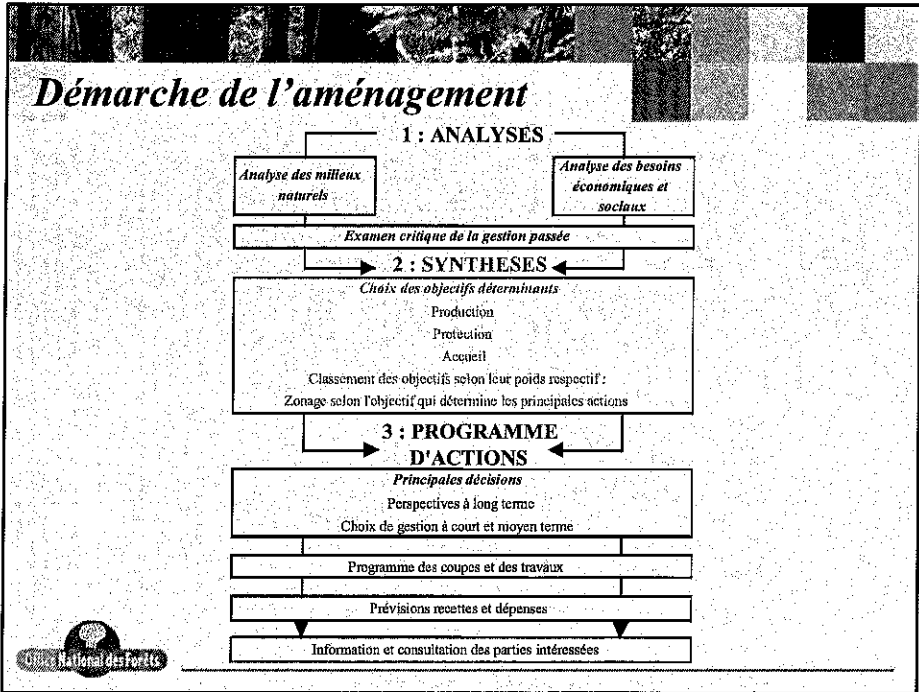 Démarche de l'aménagement
1 : ANALYSES
Analyse des milieux
naturels
Analyse des besoins
économiques et
sociaux
Examen critique de la gestion passée
2 : SYNTHESES
Choix des objectifs déterminants
Production
Protection
Accueil
Classement des objectifs selon leur poids respectif :
Zonage selon l'objectif qui détermine les principales actions
3 : PROGRAMME
D'ACTIONS
Principales décisions
Perspectives à long terme
Choix de gestion à court et moyen terme
Programme des coupes et des travaux
Prévisions recettes et dépenses
Information et consultation des parties intéressées
Office National des Forêts